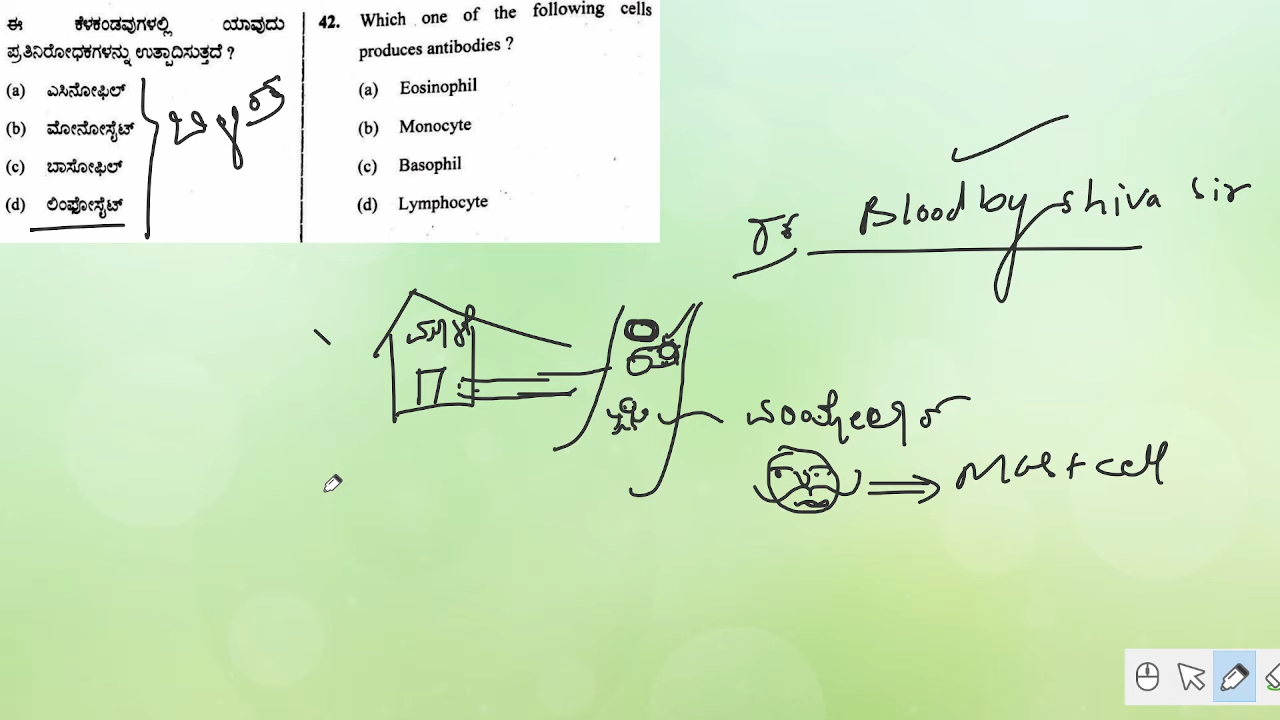 ಈ ಕೆಳಕಂಡವುಗಳಲ್ಲಿ ಯಾವುದು
ಪ್ರತಿನಿರೋಧಕಗಳನ್ನು ಉತ್ಪಾದಿಸುತ್ತದೆ ?
(a) ಎಸಿನೋಫಿಲ್
(b) ಮೋನೋಸೈಟ್
(c) ಬಾಸೋಫಿಲ್
(d) ಲಿಂಫೋಸೈಟ್
42. Which one of the following cells
produces antibodies ?
(a) Eosinophil
(b) Monocyte
(c) Basophil
(d) Lymphocyte
Blood by shiva sir
Mast cell